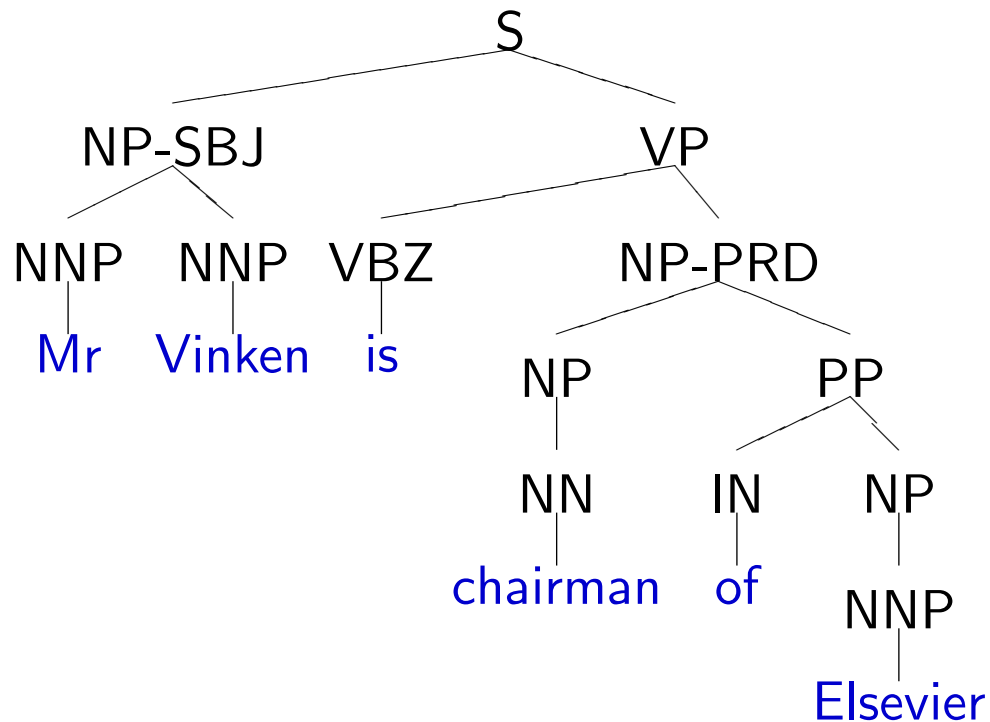 S
NP-SBJ VP
NNP NNP VBZ NP-PRD
Mr Vinken is
NP PP
NN IN NP
chairman of
NNP
Elsevier